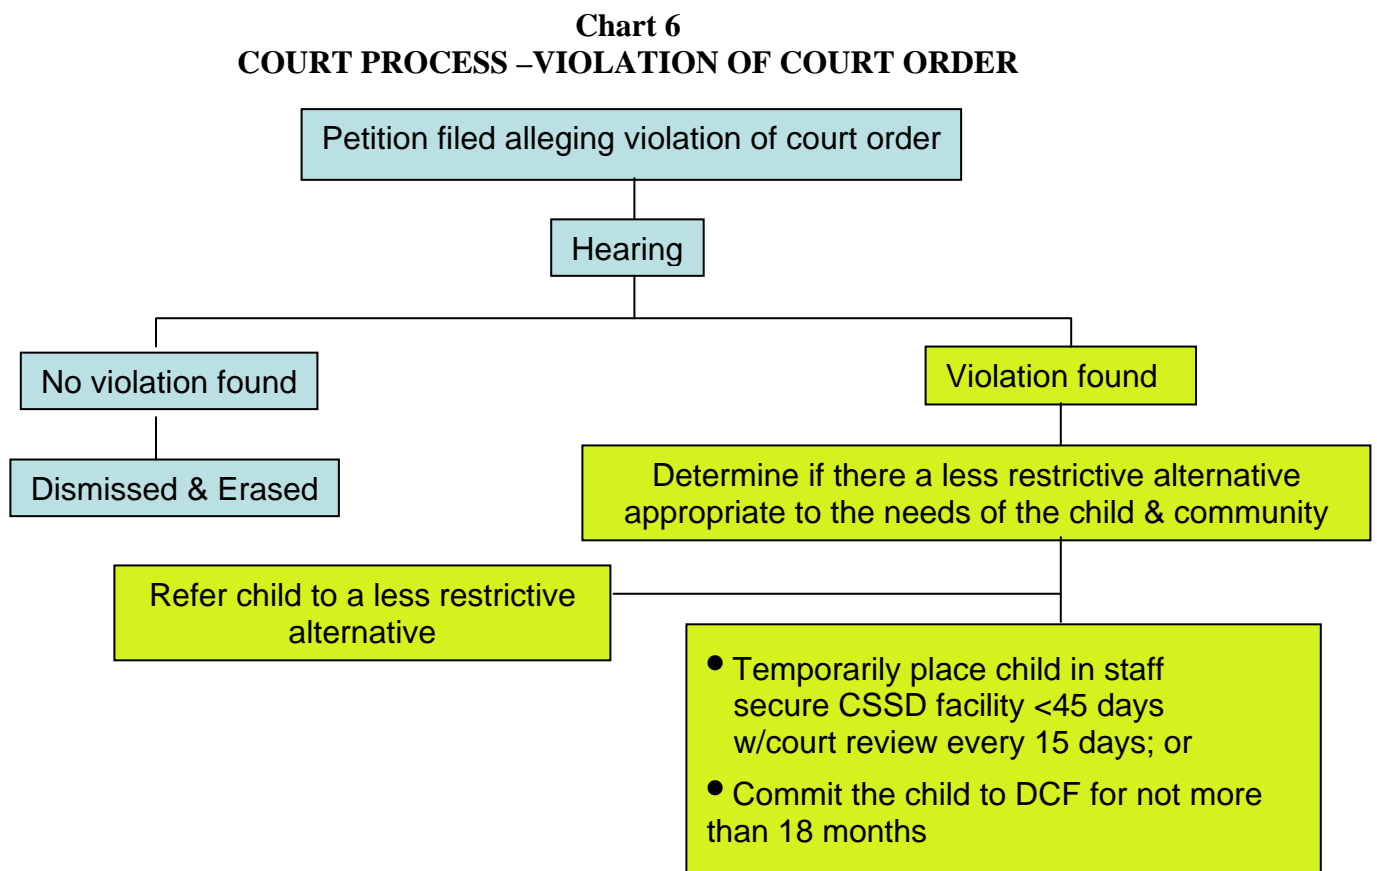 Chart 6
COURT PROCESS –VIOLATION OF COURT ORDER
Petition filed alleging violation of court order
Hearing
No violation found
Violation found
Dismissed & Erased
Determine if there a less restrictive alternative
appropriate to the needs of the child & community
Refer child to a less restrictive
alternative
• Temporarily place child in staff
secure CSSD facility <45 days
w/court review every 15 days; or
• Commit the child to DCF for not more
than 18 months